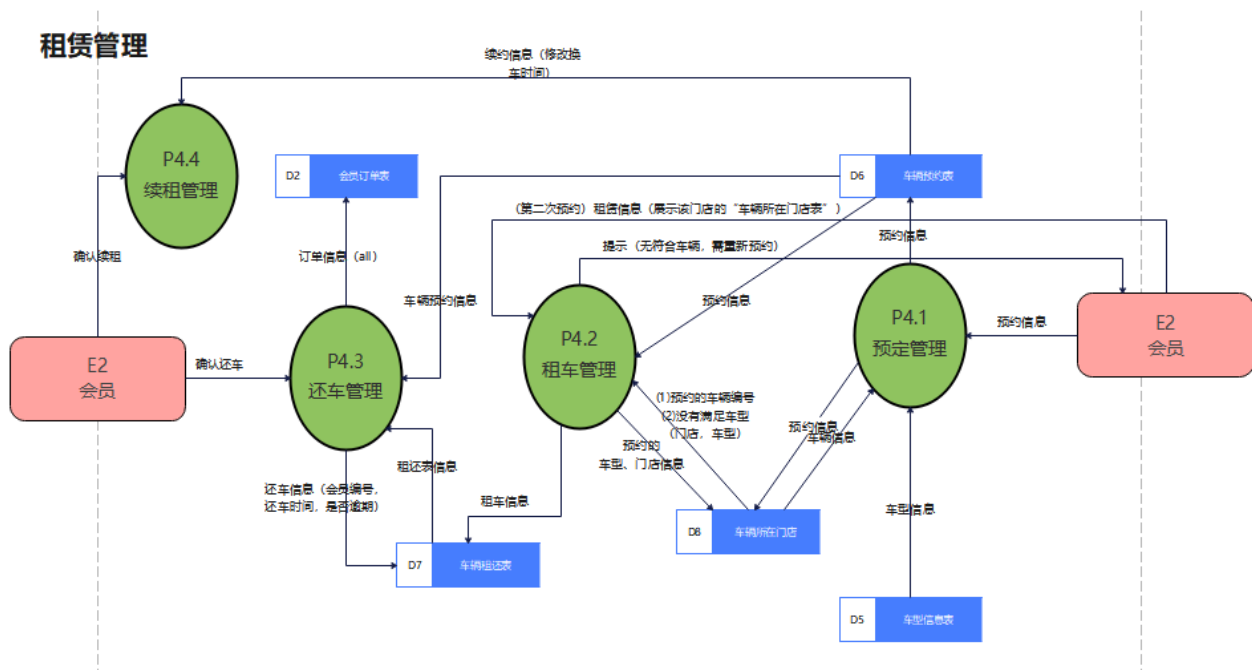 租赁管理
续约信息（修改换
车时间）
P4.4
续租管理
D2
会员订单表
D6
车辆预约表
（第二次预约）租赁信息（展示该门店的“车辆所在门店表”）
预约信息
提示（无符合车辆，需重新预约）
确认续租
订单信息（all）
车辆预约信息
预约信息
P4.1
预定管理
预约信息
E2
会员
P4.2
租车管理
P4.3
还车管理
E2
会员
确认还车
(1)预约的车辆编号
(2)没有满足车型
（门店，车型）
预约信息
车辆信息
预约的
车型、门店信息
租还表信息
还车信息（会员编号，
还车时间，是否逾期）
租车信息
车型信息
D8
车辆所在门店
D7
车辆租还表
D5
车型信息表